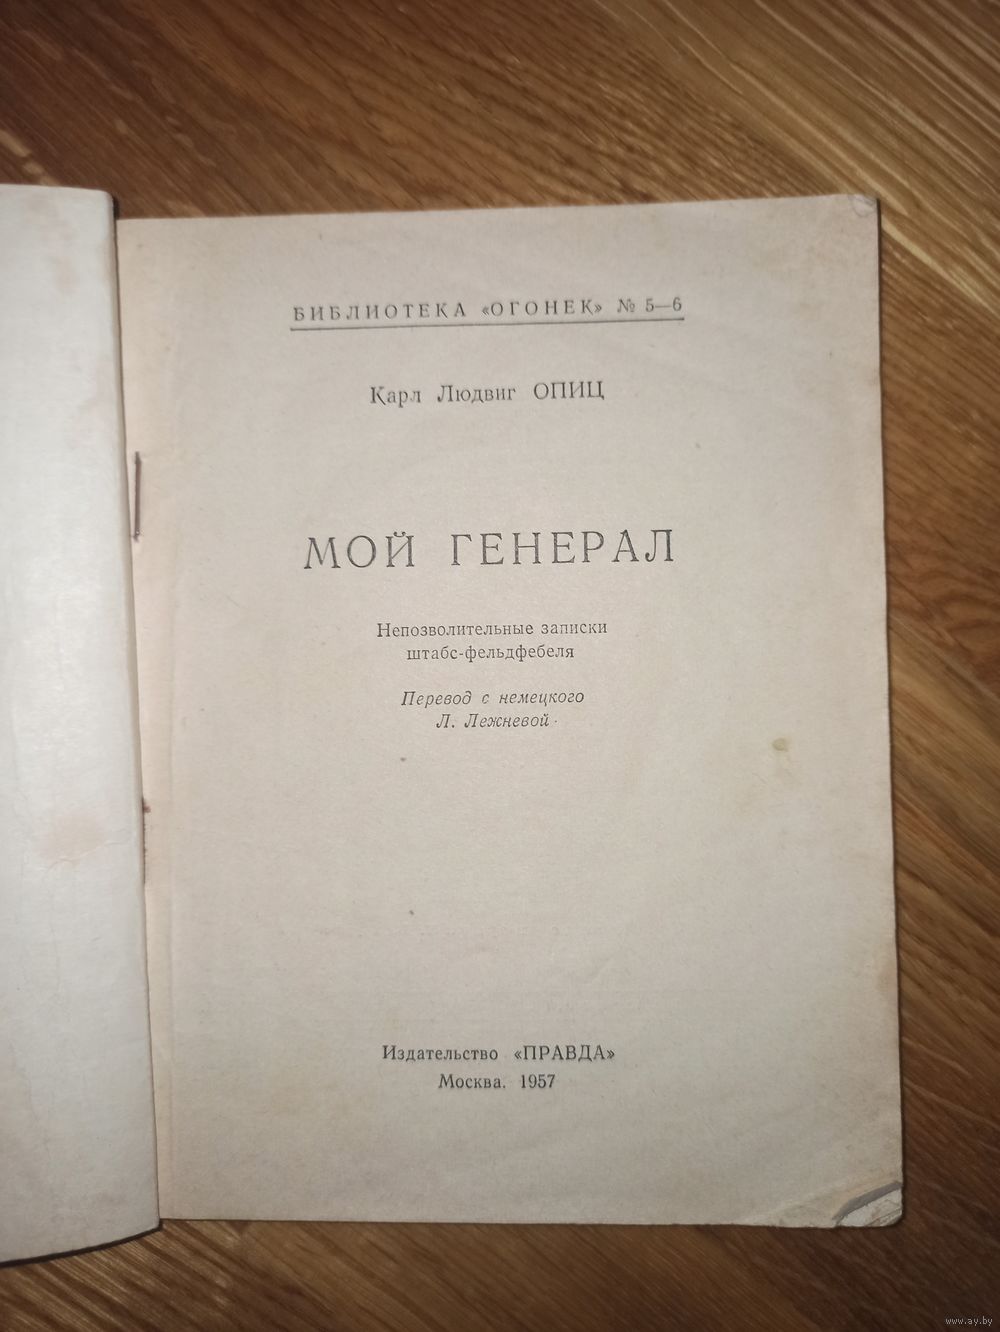 БИБЛИОТЕКА «ОГОНЕК» № 5—6
Карл Людвиг ОПИЦ
МОЙ ГЕНЕРАЛ
Непозволительные записки
штабс-фельдфебеля
Перевод с немецкого
Л. Лежневой
Издательство «ПРАВДА»
Москва. 1957
www.ay.by